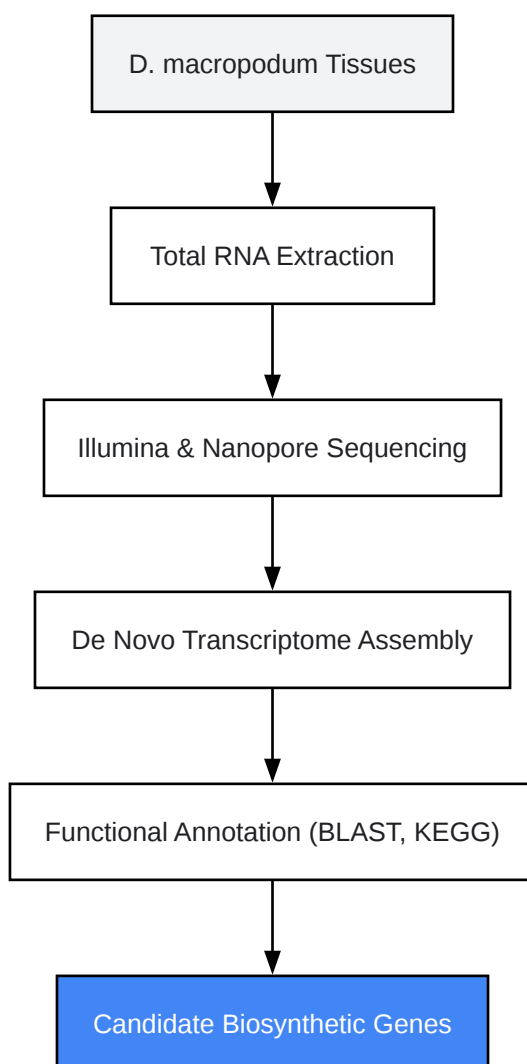 D. macropodum Tissues
Total RNA Extraction
Illumina & Nanopore Sequencing
De Novo Transcriptome Assembly
Functional Annotation (BLAST, KEGG)
Candidate Biosynthetic Genes